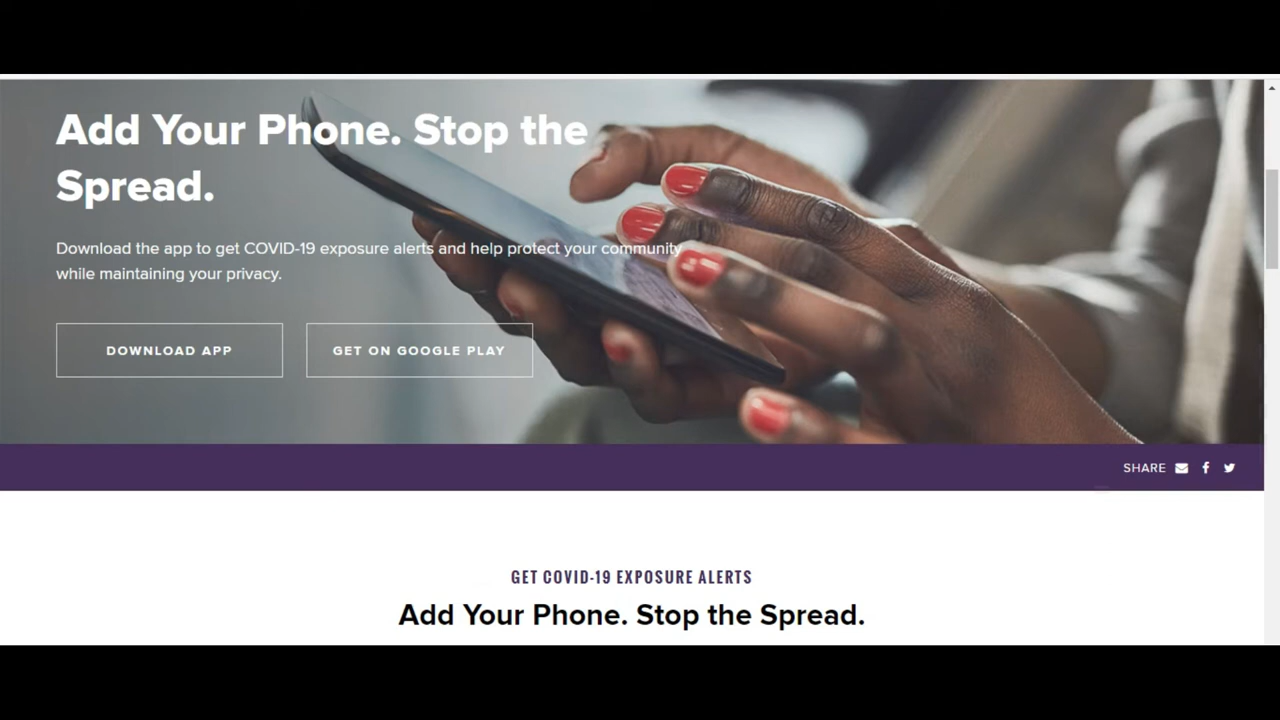 Add Your Phone. Stop the
Spread.
Download the app to get COVID-19 exposure alerts and help protect your community
while maintaining your privacy.
DOWNLOAD APP
GET ON GOOGLE PLAY
SHARE
GET COVID-19 EXPOSURE ALERTS
Add Your Phone. Stop the Spread.